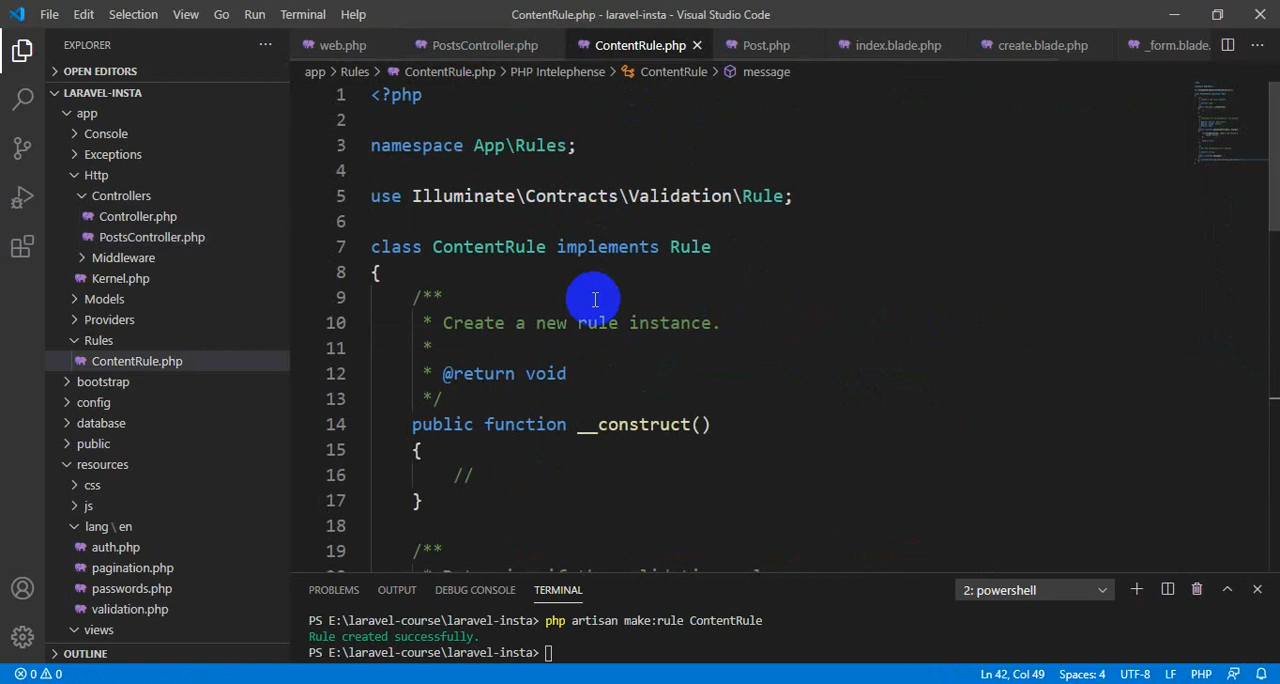 File Edit Selection View Go Run Terminal Help ContentRule.php - laravel-insta - Visual Studio Code
EXPLORER
OPEN EDITORS
LARAVEL-INSTA
app
Console
Exceptions
Http
Controllers
Controller.php
PostsController.php
Middleware
Kernel.php
Models
Providers
Rules
ContentRule.php
bootstrap
config
database
public
resources
css
js
lang \ en
auth.php
pagination.php
passwords.php
validation.php
views
OUTLINE
web.php PostsController.php ContentRule.php Post.php index.blade.php create.blade.php _form.blade.
app > Rules > ContentRule.php > PHP Intelephense > ContentRule > message
1 <?php
2
3 namespace App\Rules;
4
5 use Illuminate\Contracts\Validation\Rule;
6
7 class ContentRule implements Rule
8 {
9 /**
10 * Create a new rule instance.
11 *
12 * @return void
13 */
14 public function __construct()
15 {
16 //
17 }
18
19 /**
PROBLEMS OUTPUT DEBUG CONSOLE TERMINAL 2: powershell
PS E:\laravel-course\laravel-insta> php artisan make:rule ContentRule
Rule created successfully.
PS E:\laravel-course\laravel-insta>
0 0 Ln 42, Col 49 Spaces: 4 UTF-8 LF PHP